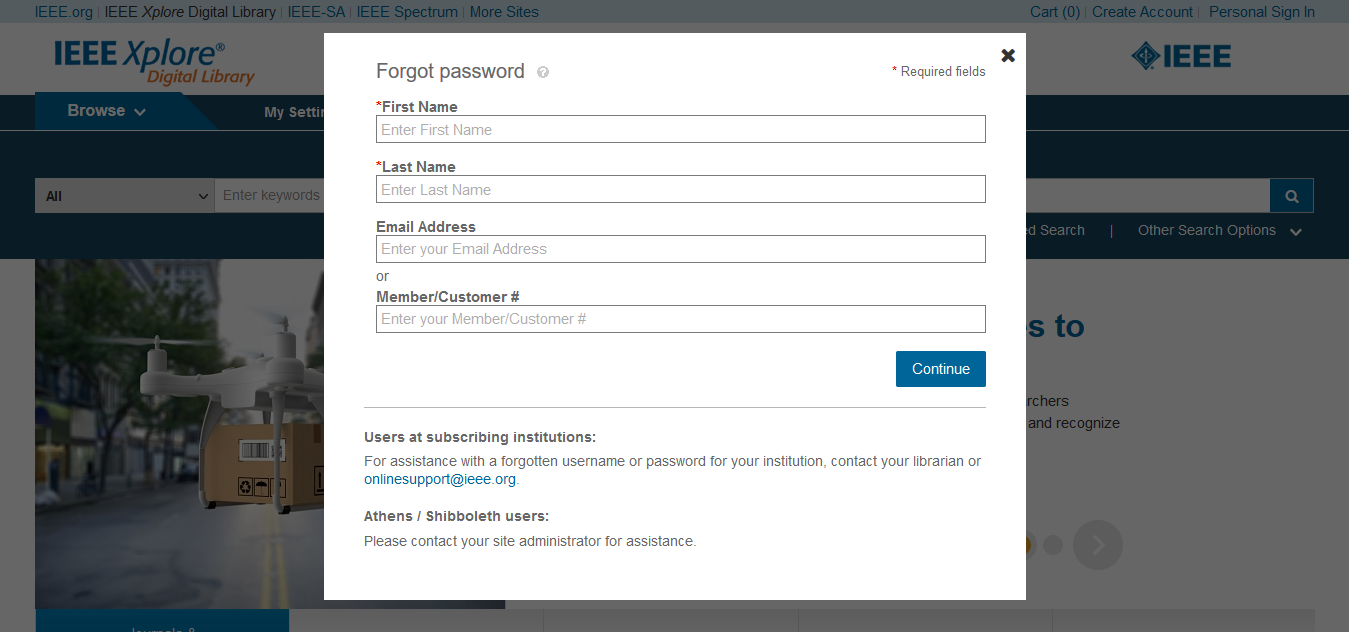 IEEE.org | IEEE Xplore Digital Library | IEEE-SA | IEEE Spectrum | More Sites
Cart (0) | Create Account | Personal Sign In
IEEE Xplore®
Digital Library
IEEE
Browse
My Settin
All
Enter keywords
ed Search | Other Search Options
s to
rchers
and recognize
Forgot password ?
* Required fields
*First Name
Enter First Name
*Last Name
Enter Last Name
Email Address
Enter your Email Address
or
Member/Customer #
Enter your Member/Customer #
Continue
Users at subscribing institutions:
For assistance with a forgotten username or password for your institution, contact your librarian or
onlinesupport@ieee.org.
Athens / Shibboleth users:
Please contact your site administrator for assistance.
Journals &